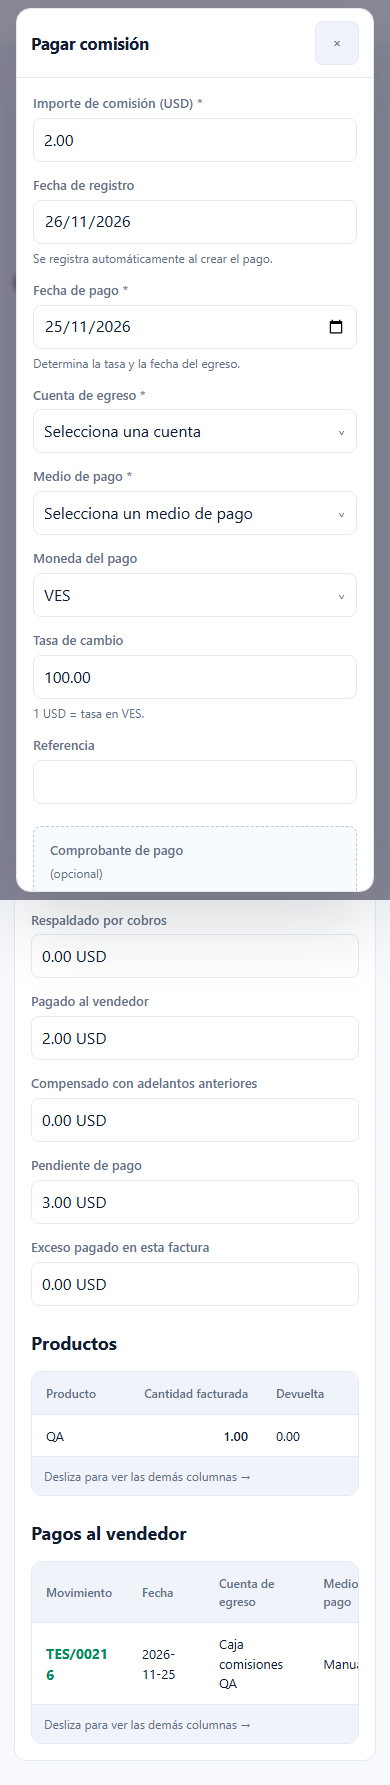 Pagar comisión
×
Importe de comisión (USD) *
2.00
Fecha de registro
26/11/2026
Se registra automáticamente al crear el pago.
Fecha de pago *
25/11/2026
Determina la tasa y la fecha del egreso.
Cuenta de egreso *
Selecciona una cuenta
Medio de pago *
Selecciona un medio de pago
Moneda del pago
VES
Tasa de cambio
100.00
1 USD = tasa en VES.
Referencia
Comprobante de pago
(opcional)
Respaldado por cobros
0.00 USD
Pagado al vendedor
2.00 USD
Compensado con adelantos anteriores
0.00 USD
Pendiente de pago
3.00 USD
Exceso pagado en esta factura
0.00 USD
Productos
Producto Cantidad facturada Devuelta
QA 1.00 0.00
Desliza para ver las demás columnas →
Pagos al vendedor
Movimiento Fecha Cuenta de egreso Medio pago
TES/00216 2026-11-25 Caja comisiones QA Manu
Desliza para ver las demás columnas →